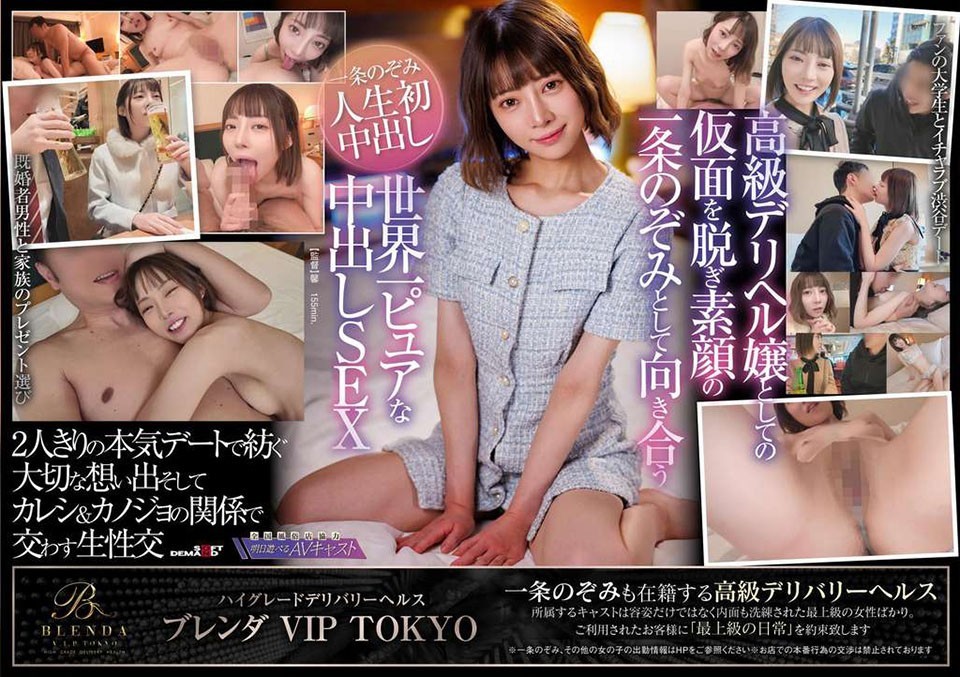 一条のぞみ
人生初
中出し
世界一ピュアな
中出しSEX
155min.
高級デリヘル嬢としての
仮面を脱ぎ素顔の
一条のぞみとして向き合う
ファンの大学生とイチャラブ渋谷デート
既婚者男性と家族のプレゼント選び
2人きりの本気デートで紡ぐ
大切な想い出そして
カレシ&カノジョの関係で
交わす生性交
SOFT
DEMAND
全国風俗店協力
明日遊べるAVキャスト
B
BLENDA
VIP TOKYO
HIGH GRADE DELIVERY HEALTH
ハイグレードデリバリーヘルス
ブレンダ VIP TOKYO
一条のぞみも在籍する高級デリバリーヘルス
所属するキャストは容姿だけではなく内面も洗練された最上級の女性ばかり。
ご利用されたお客様に「最上級の日常」を約束致します
※一条のぞみ、その他の女の子の出勤情報はHPをご参照ください※お店での本番行為の交渉は禁止されております